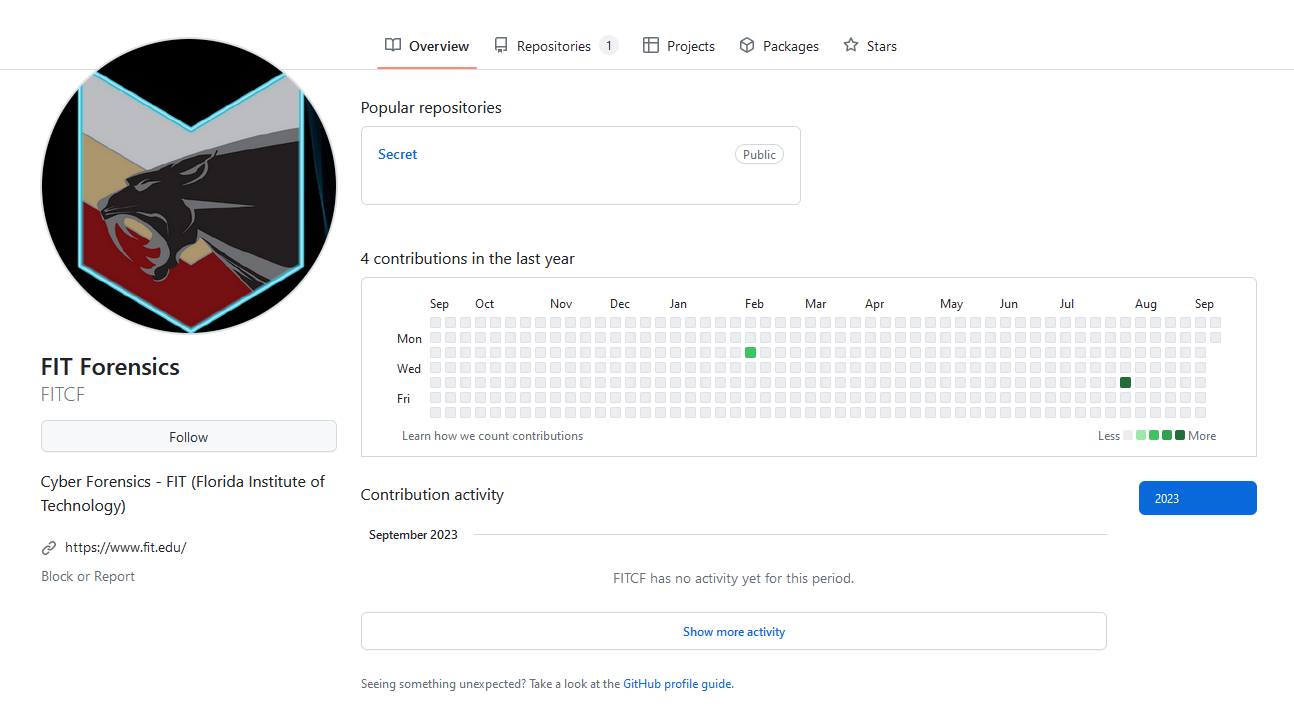 Overview
Repositories 1
Projects
Packages
Stars
FIT Forensics
FITCF
Follow
Cyber Forensics - FIT (Florida Institute of
Technology)
https://www.fit.edu/
Block or Report
Popular repositories
Secret
Public
4 contributions in the last year
Sep Oct Nov Dec Jan Feb Mar Apr May Jun Jul Aug Sep
Mon
Wed
Fri
Learn how we count contributions
Less More
Contribution activity
2023
September 2023
FITCF has no activity yet for this period.
Show more activity
Seeing something unexpected? Take a look at the GitHub profile guide.